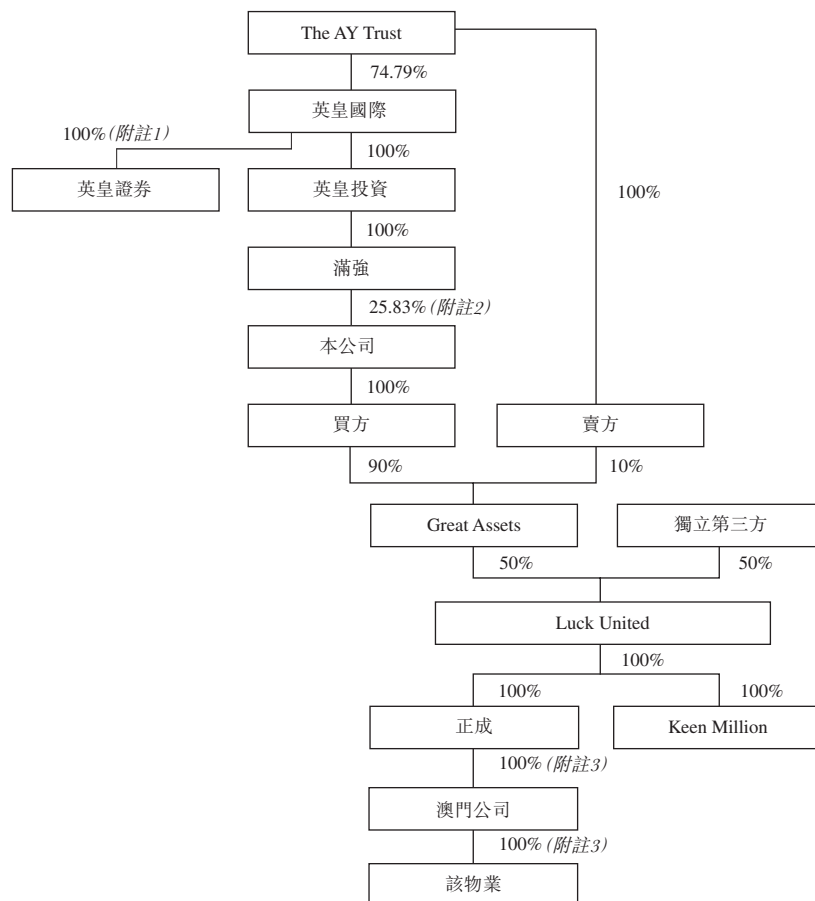 The AY Trust
74.79%
英皇國際
100%(附註1)
100%
英皇證券
英皇投資
100%
100%
滿強
25.83%(附註2)
本公司
100%
買方
賣方
90%
10%
Great Assets
獨立第三方
50%
50%
Luck United
100%
100%
100%
正成
Keen Million
100%(附註3)
澳門公司
100%(附註3)
該物業